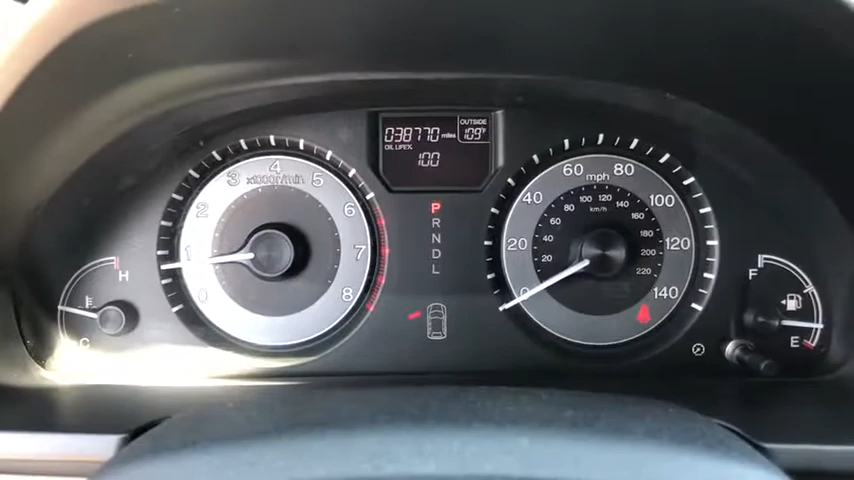 038770 miles
OUTSIDE
109°F
OIL LIFE%
100
x1000r/min
0
1
2
3
4
5
6
7
8
H
C
P
R
N
D
L
mph
0
20
40
60
80
100
120
140
km/h
20
40
60
80
100
120
140
160
180
200
220
F
E